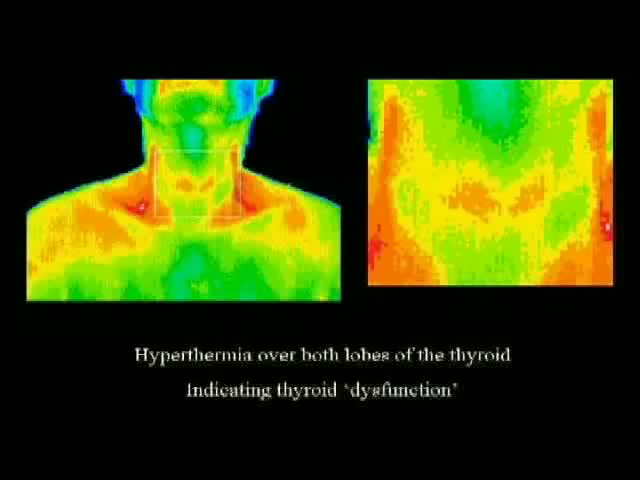 Hyperthermia over both lobes of the thyroid
Indicating thyroid ‘dysfunction’